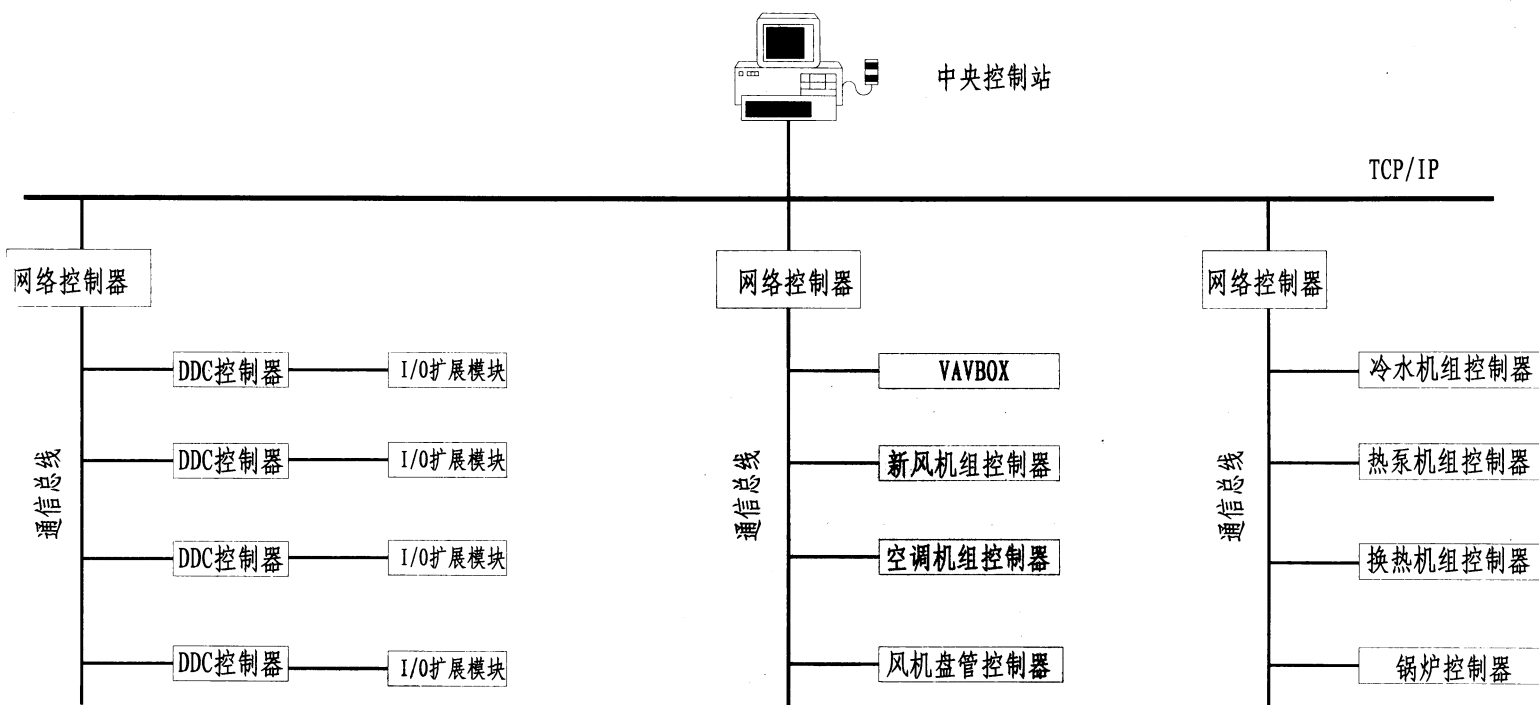 中央控制站
TCP/IP
网络控制器
网络控制器
网络控制器
DDC控制器
I/O扩展模块
VAVBOX
冷水机组控制器
DDC控制器
I/O扩展模块
新风机组控制器
热泵机组控制器
通信总线
通信总线
通信总线
DDC控制器
I/O扩展模块
空调机组控制器
换热机组控制器
DDC控制器
I/O扩展模块
风机盘管控制器
锅炉控制器